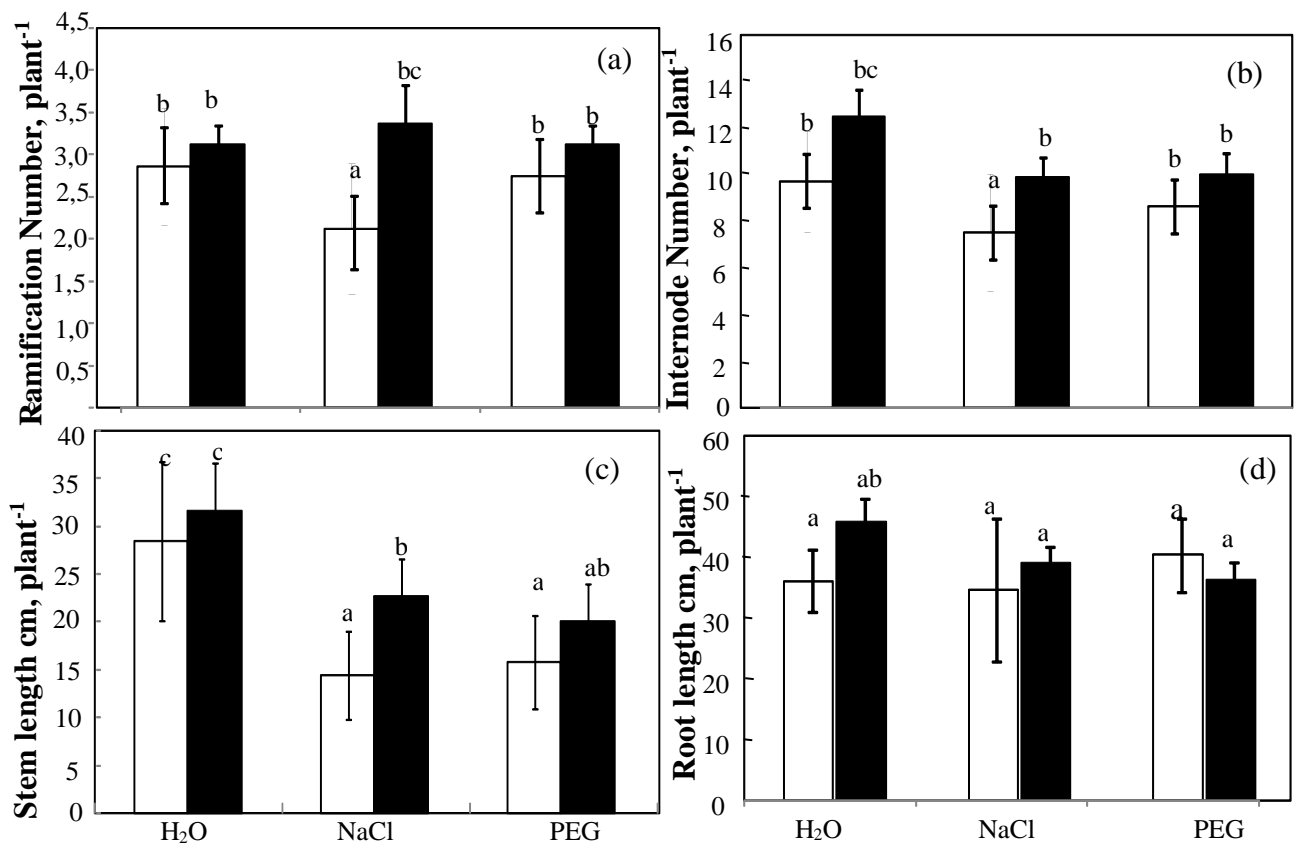 Ramification Number, plant-1
4,5
4,0
3,5
3,0
2,5
2,0
1,5
1,0
0,5
(a)
b
b
a
bc
b
b
Internode Number, plant-1
16
14
12
10
8
6
4
2
0
(b)
b
bc
a
b
b
b
Stem length cm, plant-1
40
35
30
25
20
15
10
5
0
(c)
c
c
a
b
a
ab
H2O
NaCl
PEG
Root length cm, plant-1
60
50
40
30
20
10
0
(d)
a
ab
a
a
a
a
H2O
NaCl
PEG